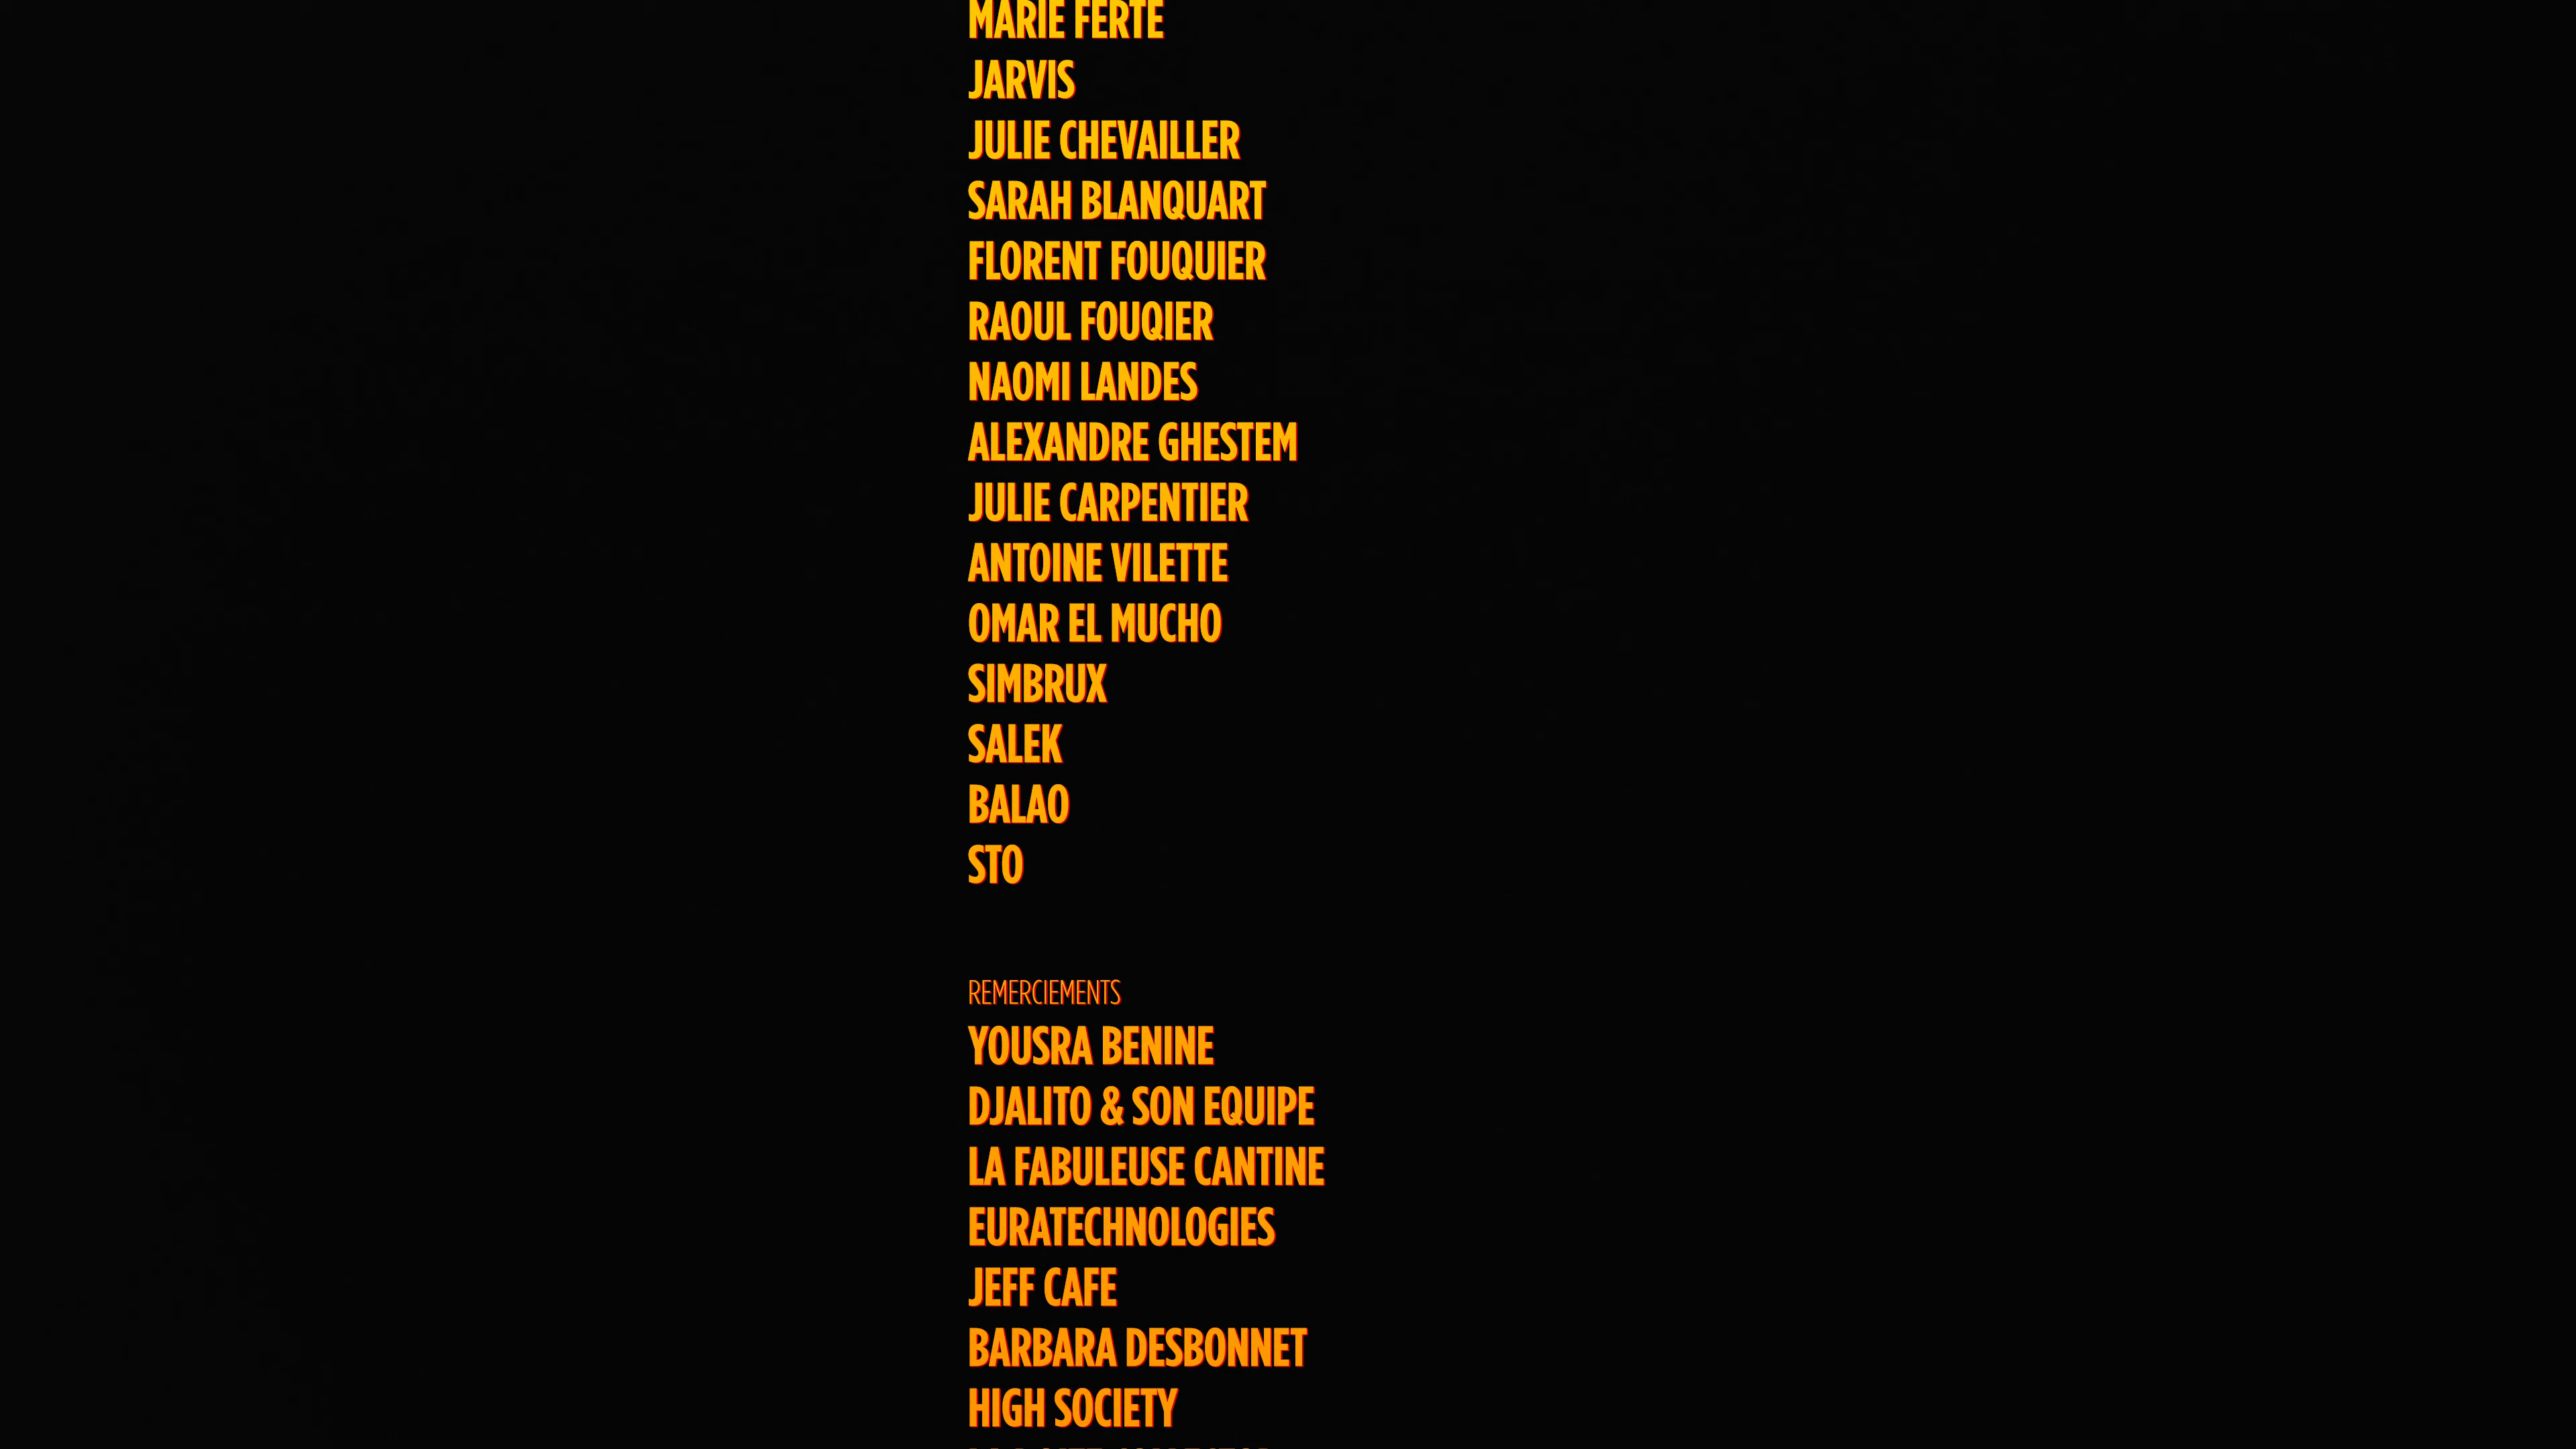 MARIE FERTE
JARVIS
JULIE CHEVAILLER
SARAH BLANQUART
FLORENT FOUQUIER
RAOUL FOUQIER
NAOMI LANDES
ALEXANDRE GHESTEM
JULIE CARPENTIER
ANTOINE VILETTE
OMAR EL MUCHO
SIMBRUX
SALEK
BALAO
STO
REMERCIEMENTS
YOUSRA BENINE
DJALITO & SON EQUIPE
LA FABULEUSE CANTINE
EURATECHNOLOGIES
JEFF CAFE
BARBARA DESBONNET
HIGH SOCIETY